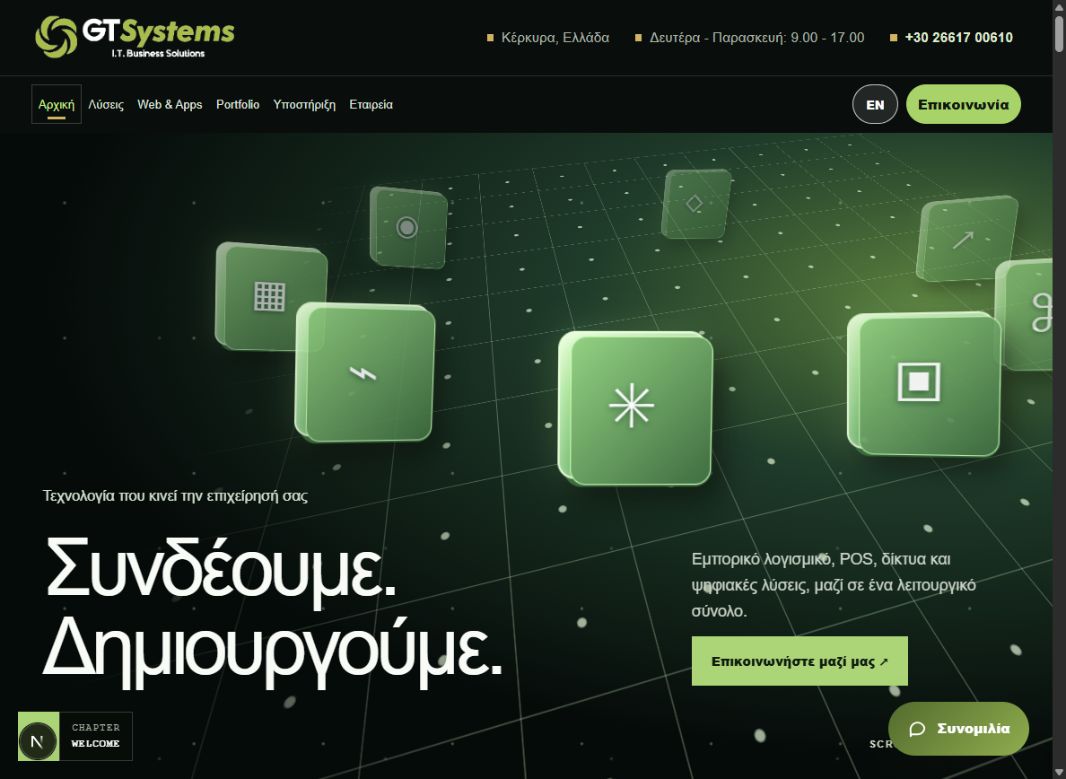 GTSystems
I.T. Business Solutions
Κέρκυρα, Ελλάδα
Δευτέρα - Παρασκευή: 9.00 - 17.00
+30 26617 00610
Αρχική
Λύσεις
Web & Apps
Portfolio
Υποστήριξη
Εταιρεία
EN
Επικοινωνία
Τεχνολογία που κινεί την επιχείρησή σας
Συνδέουμε.
Δημιουργούμε.
Εμπορικό λογισμικό, POS, δίκτυα και
ψηφιακές λύσεις, μαζί σε ένα λειτουργικό
σύνολο.
Επικοινωνήστε μαζί μας ↗
N
CHAPTER
WELCOME
SCR
Συνομιλία